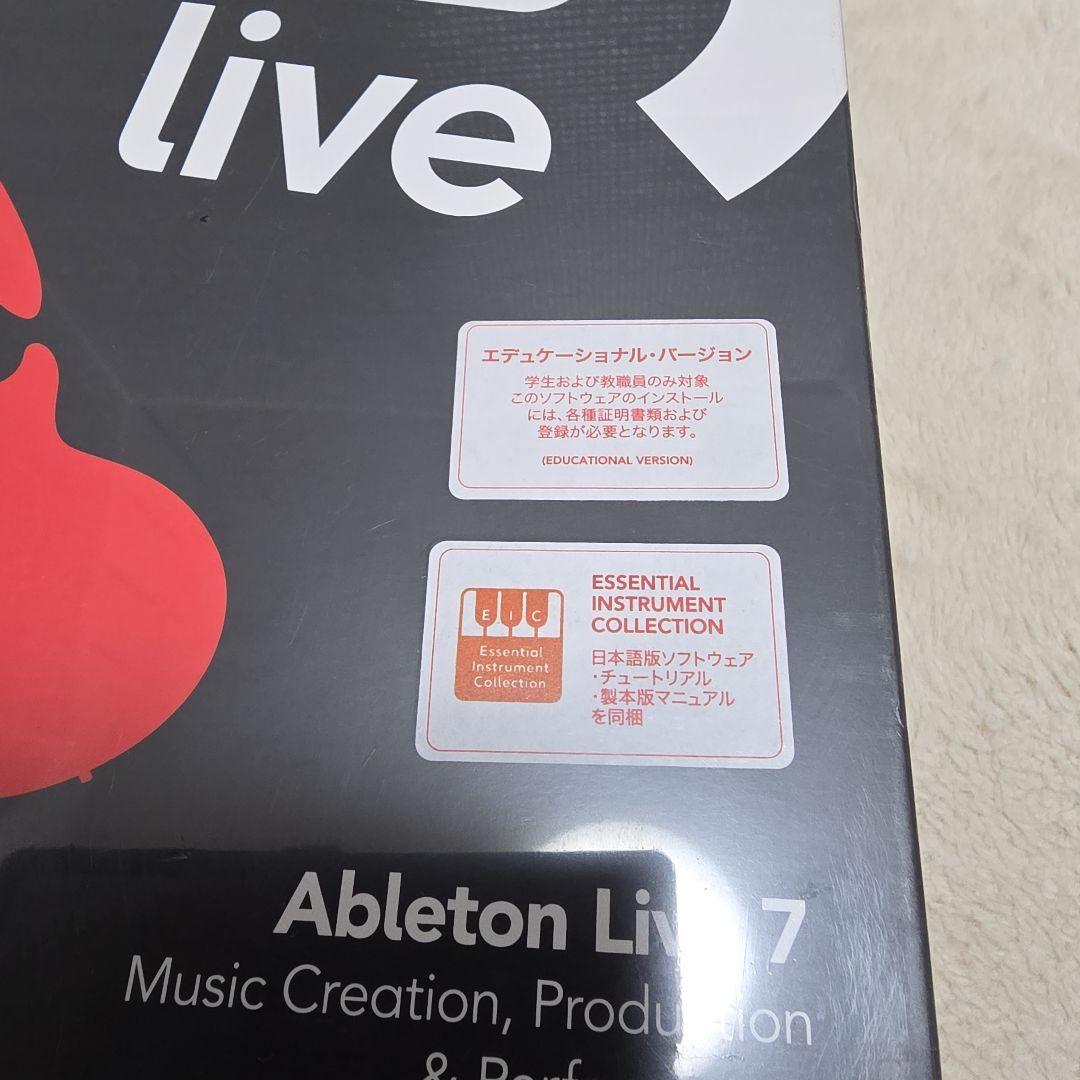 live
エデュケーショナル・バージョン
学生および教職員のみ対象
このソフトウェアのインストール
には、各種証明書類および
登録が必要となります。
(EDUCATIONAL VERSION)
EIC
Essential
Instrument
Collection
ESSENTIAL
INSTRUMENT
COLLECTION
日本語版ソフトウェア
・チュートリアル
・製本版マニュアル
を同梱
Ableton Live 7
Music Creation, Production
&